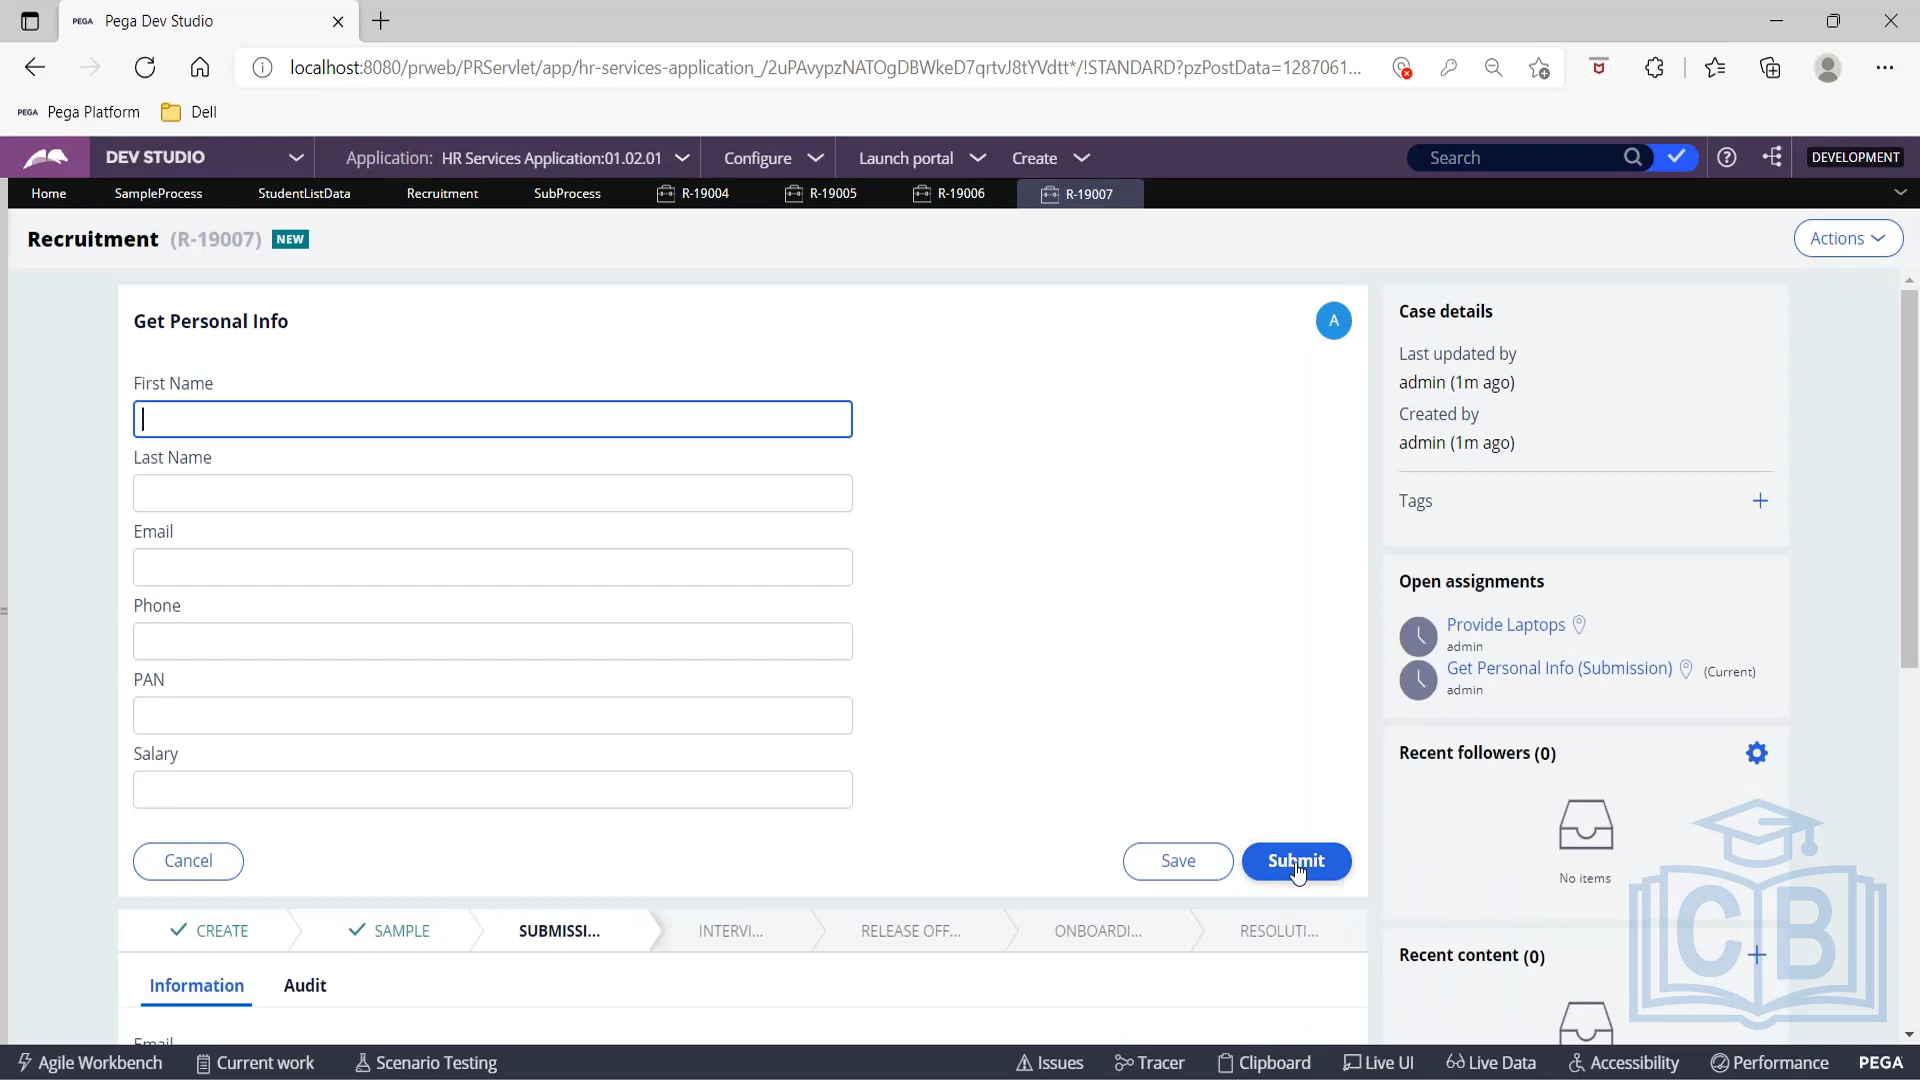 PEGA Pega Dev Studio
localhost:8080/prweb/PRServlet/app/hr-services-application_/2uPAvypzNATOgDBWkeD7qrtvJ8tYVdtt*/!STANDARD?pzPostData=1287061...
PEGA Pega Platform Dell
DEV STUDIO Application: HR Services Application:01.02.01 Configure Launch portal Create Search DEVELOPMENT
Home SampleProcess StudentListData Recruitment SubProcess R-19004 R-19005 R-19006 R-19007
Recruitment (R-19007) NEW Actions
Get Personal Info A
First Name
Last Name
Email
Phone
PAN
Salary
Cancel Save Submit
CREATE SAMPLE SUBMISSI... INTERVI... RELEASE OFF... ONBOARDI... RESOLUTI...
Information Audit
Email
Case details
Last updated by
admin (1m ago)
Created by
admin (1m ago)
Tags
Open assignments
Provide Laptops
admin
Get Personal Info (Submission) (Current)
admin
Recent followers (0)
No items
Recent content (0)
CB
Agile Workbench Current work Scenario Testing Issues Tracer Clipboard Live UI Live Data Accessibility Performance PEGA